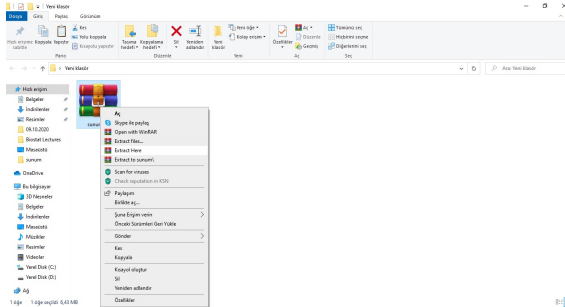 Yeni klasör
Dosya Giriş Paylaş Görünüm
Hızlı erişime sabitle
Kopyala
Yapıştır
Kes
Yolu kopyala
Kısayolu yapıştır
Pano
Taşıma hedefi
Kopyalama hedefi
Sil
Yeniden adlandır
Düzenle
Yeni klasör
Yeni öğe
Kolay erişim
Yeni
Özellikler
Aç
Düzenle
Geçmiş
Aç
Tümünü seç
Hiçbirini seçme
Diğerlerini seç
Seç
Yeni klasör
Ara: Yeni klasör
Hızlı erişim
Belgeler
İndirilenler
Resimler
09.10.2020
Biostat Lectures
Masaüstü
sunum
OneDrive
Bu bilgisayar
3D Nesneler
Belgeler
İndirilenler
Masaüstü
Müzikler
Resimler
Videolar
Yerel Disk (C:)
Yerel Disk (D:)
Ağ
Aç
Skype ile paylaş
Open with WinRAR
Extract files...
Extract Here
Extract to sunum\
Scan for viruses
Check reputation in KSN
Paylaşım
Birlikte aç...
Şuna Erişim verin
Önceki Sürümleri Geri Yükle
Gönder
Kes
Kopyala
Kısayol oluştur
Sil
Yeniden adlandır
Özellikler
1 öğe 1 öğe seçildi 6,43 MB